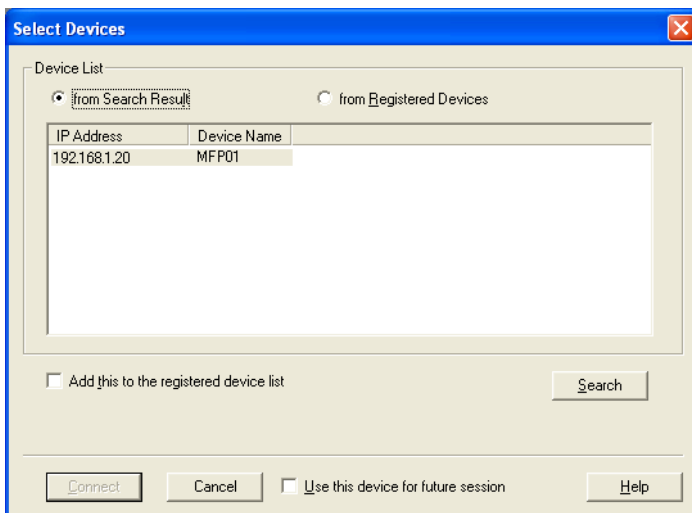 Select Devices
Device List
from Search Result
from Registered Devices
IP Address Device Name
192.168.1.20 MFP01
Add this to the registered device list
Search
Connect Cancel Use this device for future session Help